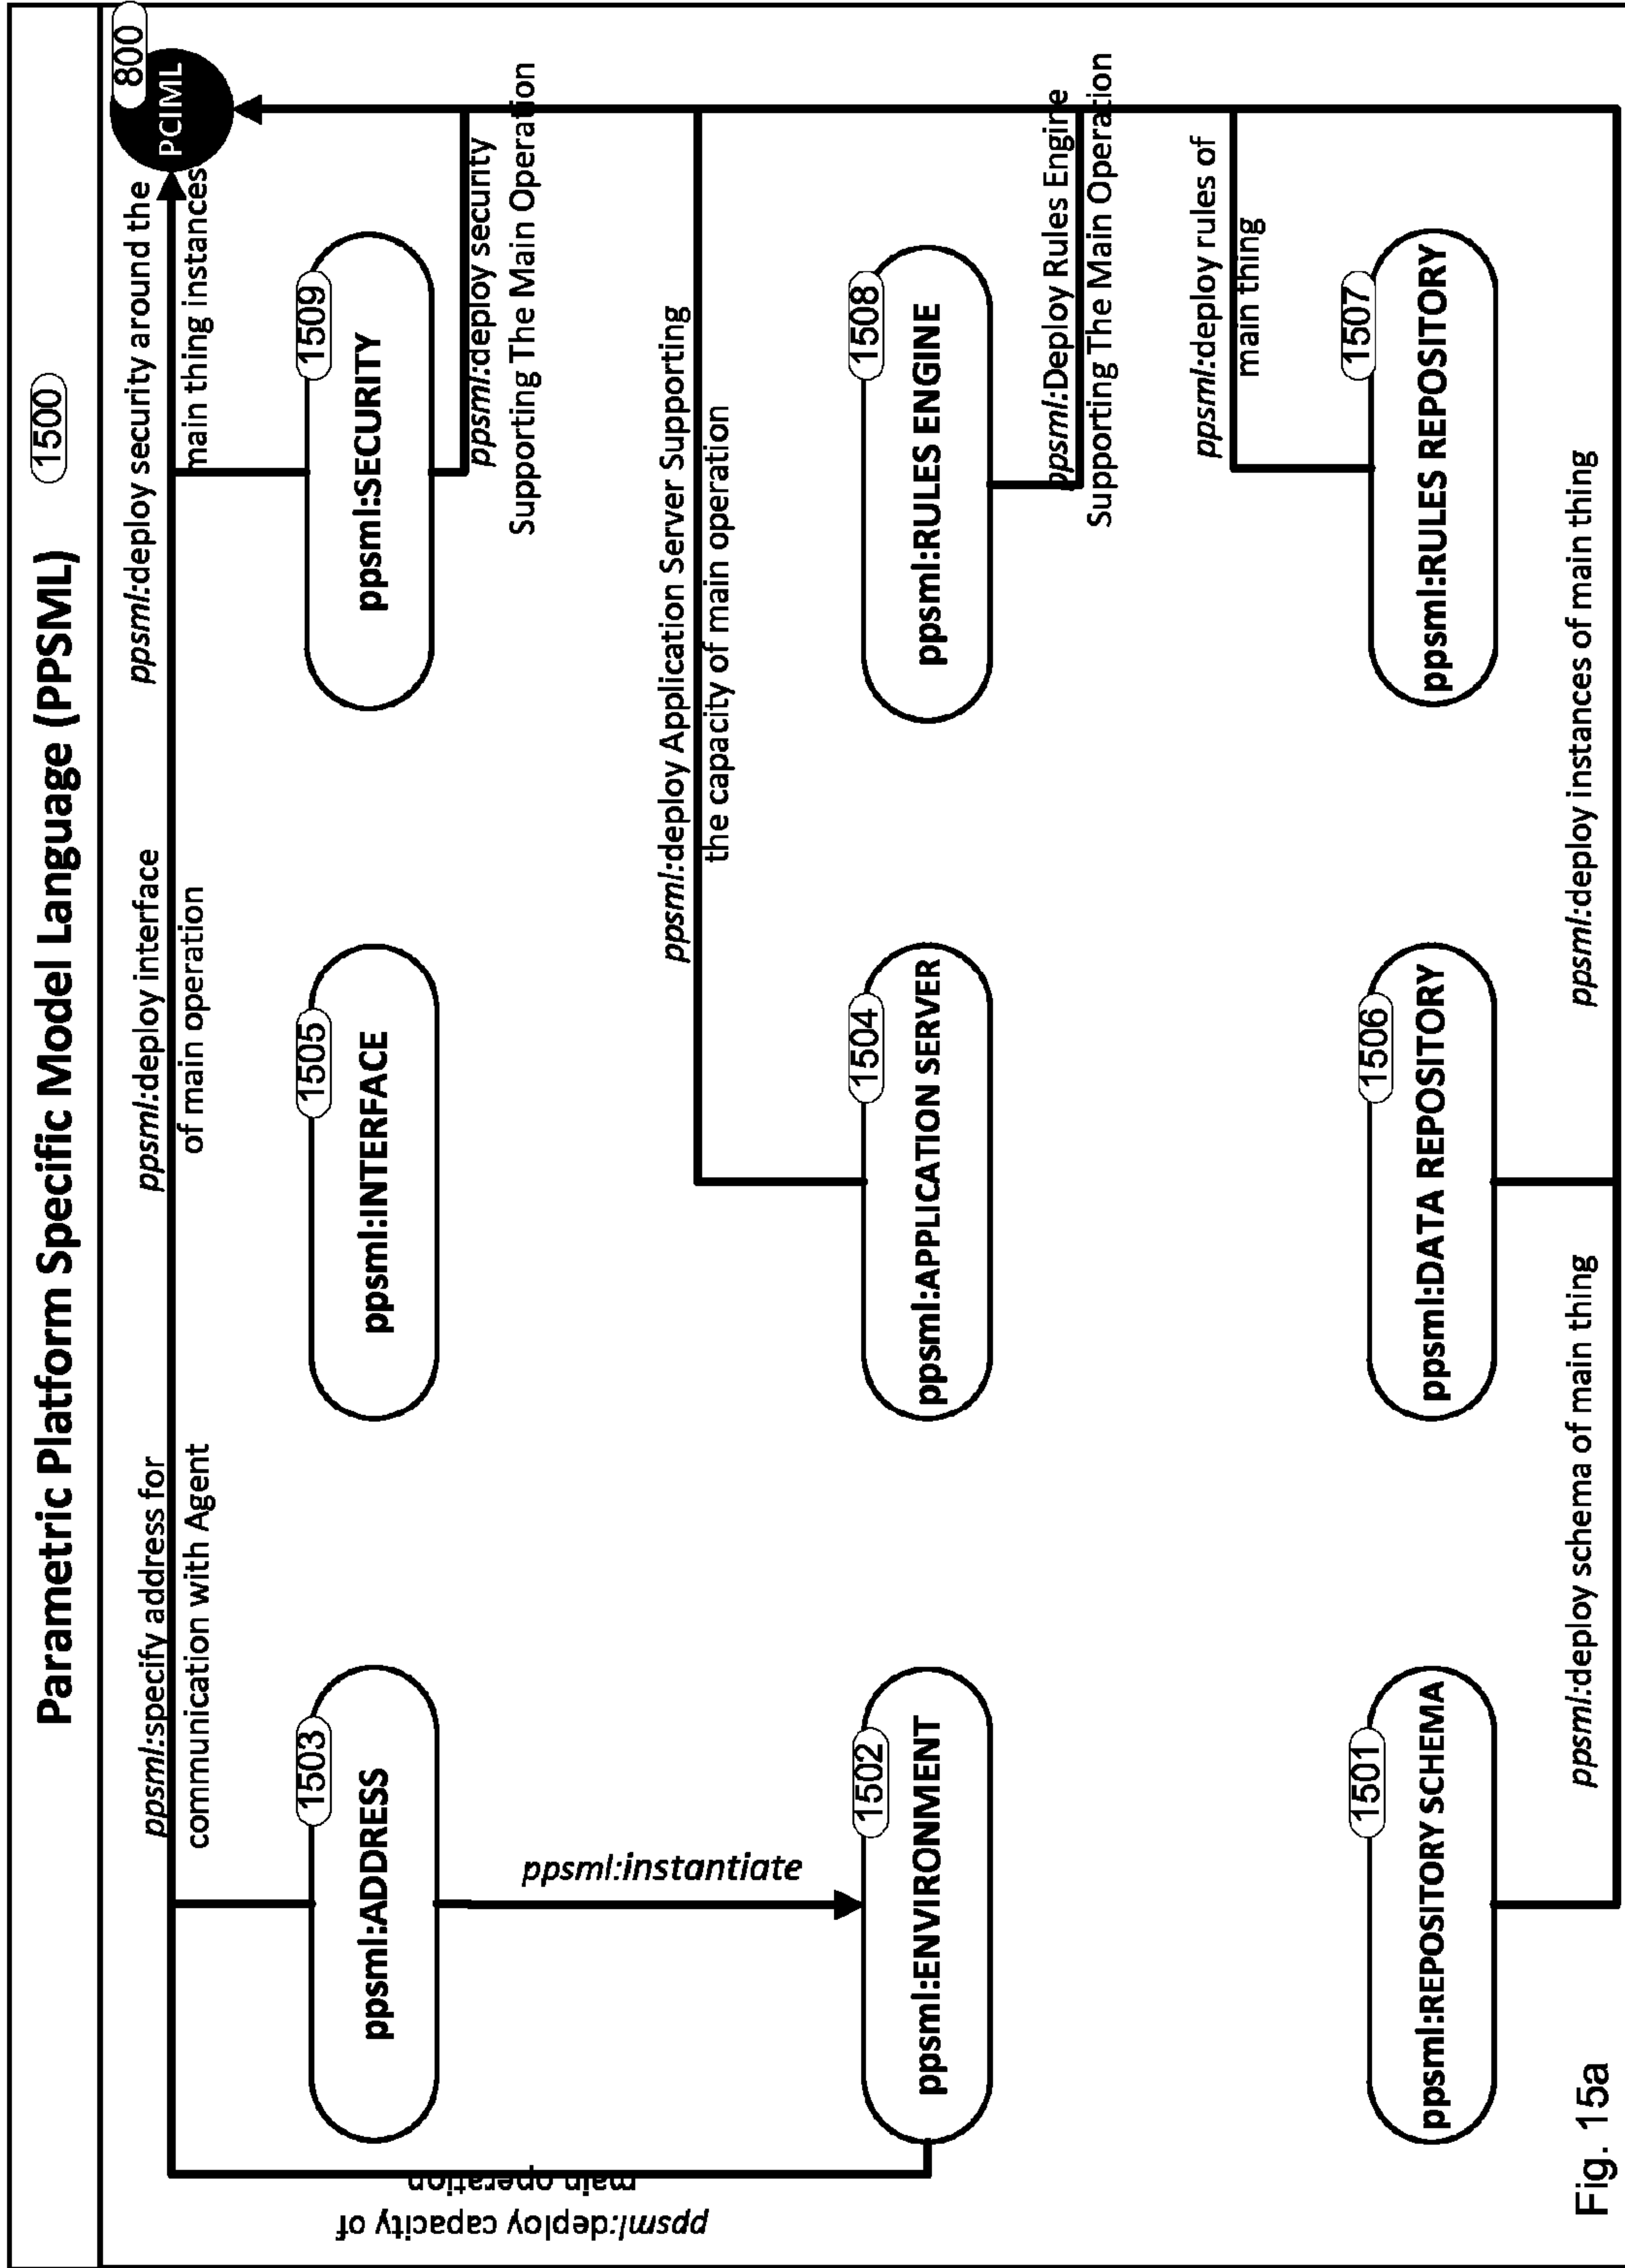 Parametric Platform Specific Model Language (PPSML)
1500
800
PCIML
ppsml:specify address for
communication with Agent
ppsml:deploy interface
of main operation
ppsml:deploy security around the
main thing instances
1503
ppsml:ADDRESS
1505
ppsml:INTERFACE
1509
ppsml:SECURITY
ppsml:deploy security
Supporting The Main Operation
ppsml:instantiate
ppsml:deploy capacity of
main operation
ppsml:deploy Application Server Supporting
the capacity of main operation
1502
ppsml:ENVIRONMENT
1504
ppsml:APPLICATION SERVER
1508
ppsml:RULES ENGINE
ppsml:Deploy Rules Engine
Supporting The Main Operation
ppsml:deploy rules of
main thing
1501
ppsml:REPOSITORY SCHEMA
1506
ppsml:DATA REPOSITORY
1507
ppsml:RULES REPOSITORY
ppsml:deploy schema of main thing
ppsml:deploy instances of main thing
Fig. 15a